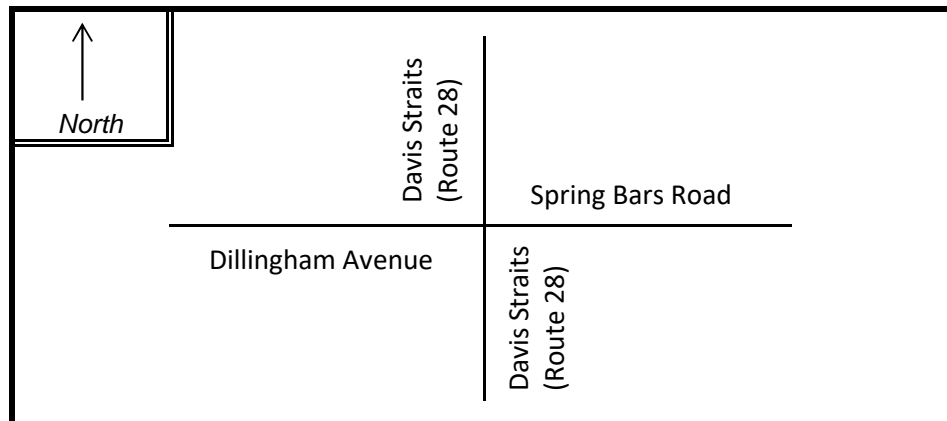 North
Davis Straits
(Route 28)
Spring Bars Road
Dillingham Avenue
Davis Straits
(Route 28)